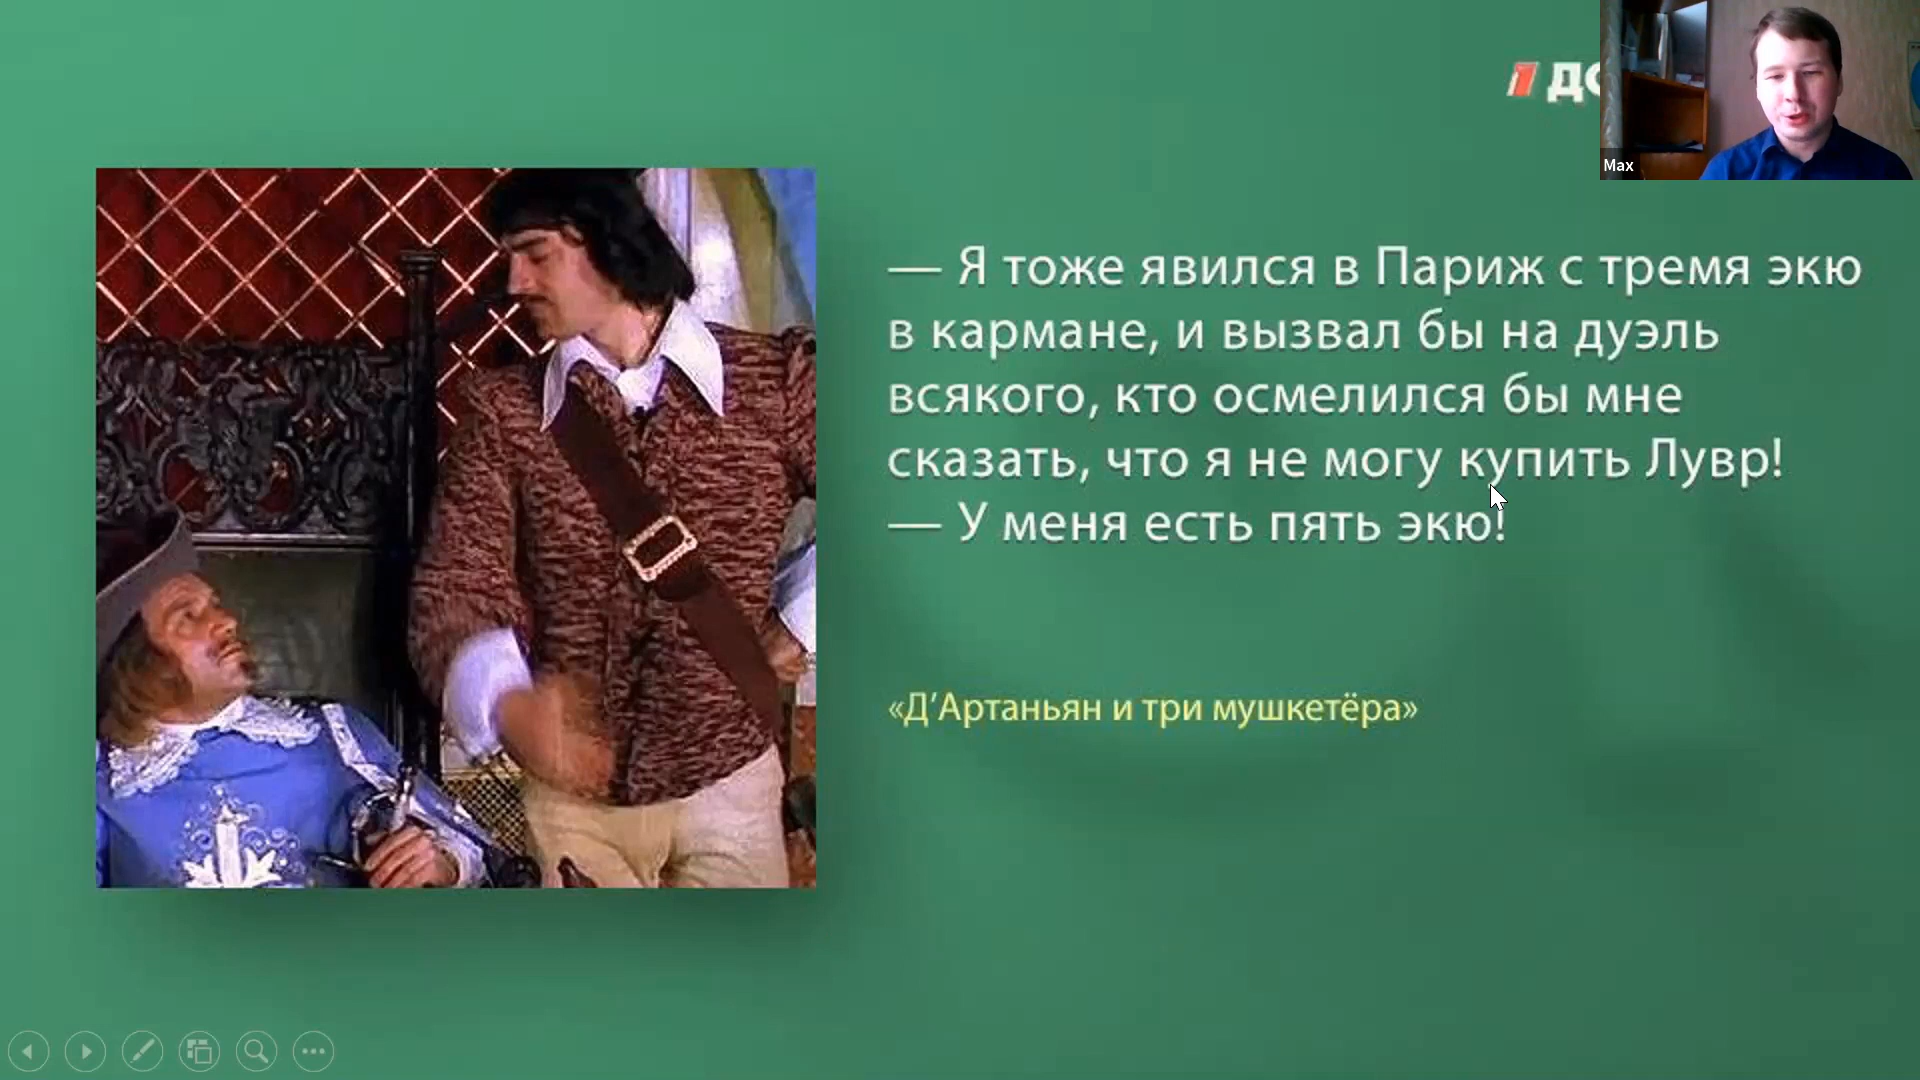 ДО
Max
— Я тоже явился в Париж с тремя экю
в кармане, и вызвал бы на дуэль
всякого, кто осмелился бы мне
сказать, что я не могу купить Лувр!
— У меня есть пять экю!
«Д’Артаньян и три мушкетёра»